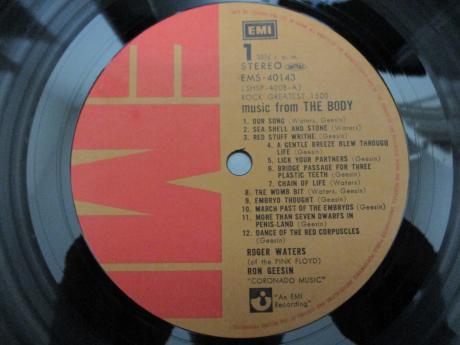 EMI
1 33⅓ r. p. m.
STEREO
EMS-40143
(SHSP-4008-A)
ROCK GREATEST 1500
music from THE BODY
1. OUR SONG (Waters, Geesin)
2. SEA SHELL AND STONE (Waters)
3. RED STUFF WRITHE (Geesin)
4. A GENTLE BREEZE BLEW THROUGH
LIFE (Geesin)
5. LICK YOUR PARTNERS (Geesin)
6. BRIDGE PASSAGE FOR THREE
PLASTIC TEETH (Geesin)
7. CHAIN OF LIFE (Waters)
8. THE WOMB BIT (Waters, Geesin)
9. EMBRYO THOUGHT (Geesin)
10. MARCH PAST OF THE EMBRYOS (Geesin)
11. MORE THAN SEVEN DWARFS IN
PENIS-LAND (Geesin)
12. DANCE OF THE RED CORPUSCLES
(Geesin)
ROGER WATERS
(of the PINK FLOYD)
RON GEESIN
"CORONADO MUSIC"
"An EMI
Recording"
EMI